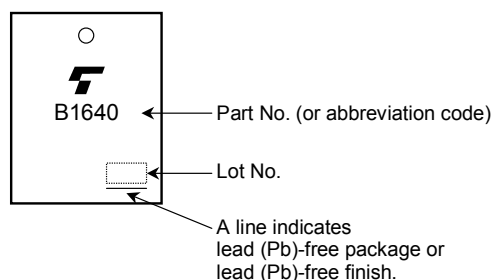 B1640
Part No. (or abbreviation code)
Lot No.
A line indicates
lead (Pb)-free package or
lead (Pb)-free finish.